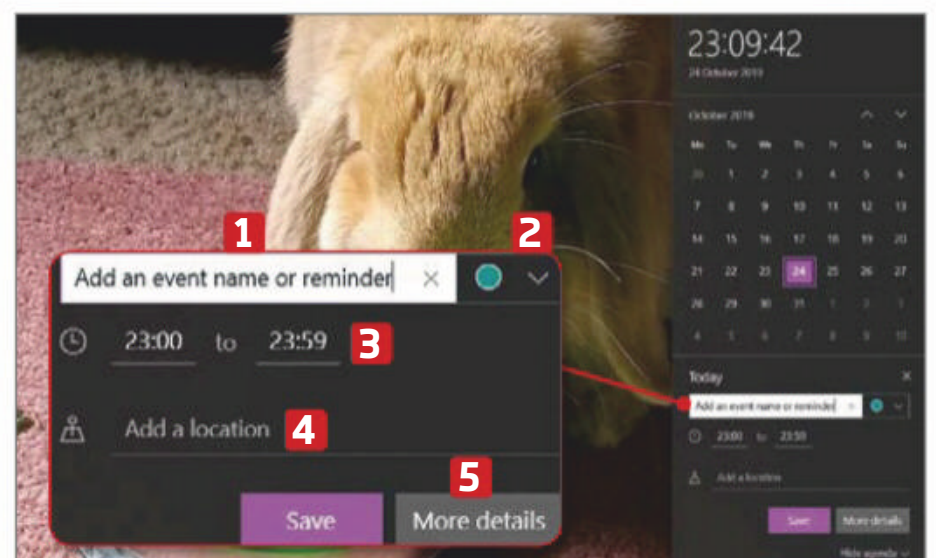 23:09:42
24 October 2019
October 2019
Mo Tu We Th Fr Sa Su
30 1 2 3 4 5 6
7 8 9 10 11 12 13
14 15 16 17 18 19 20
21 22 23 24 25 26 27
28 29 30 31 1 2 3
4 5 6 7 8 9 10
Today
Add an event name or reminder
23:00 to 23:59
Add a location
Save More details
Hide agenda
1 2
Add an event name or reminder
23:00 to 23:59 3
Add a location 4
5
Save More details